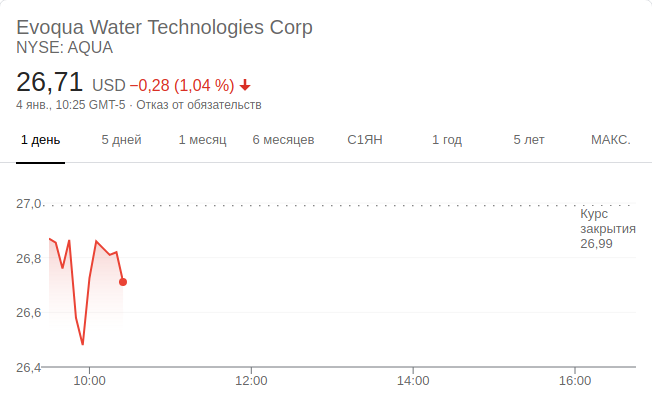 Evoqua Water Technologies Corp
NYSE: AQUA
26,71 USD −0,28 (1,04 %)
4 янв., 10:25 GMT-5 · Отказ от обязательств
1 день 5 дней 1 месяц 6 месяцев С1ЯН 1 год 5 лет МАКС.
27,0
Курс
закрытия
26,99
26,8
26,6
26,4
10:00 12:00 14:00 16:00